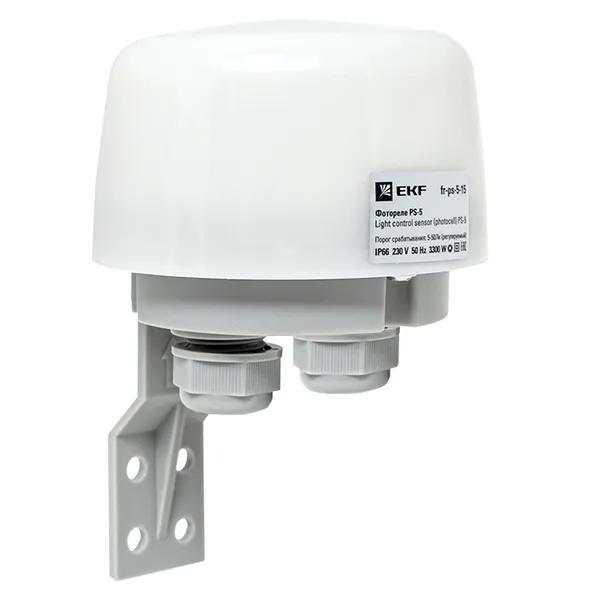 EKF fr-ps-5-15
Фотореле PS-5
Light control sensor (photocell) PS-5
Порог срабатывания: 5-50Лк (регулируемый)
IP66 230 V 50 Hz 3300 W